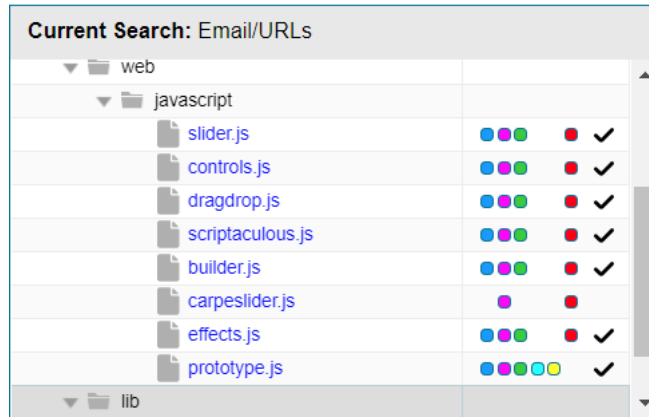 Current Search: Email/URLs
web
javascript
slider.js
controls.js
dragdrop.js
scriptaculous.js
builder.js
carpeslider.js
effects.js
prototype.js
lib